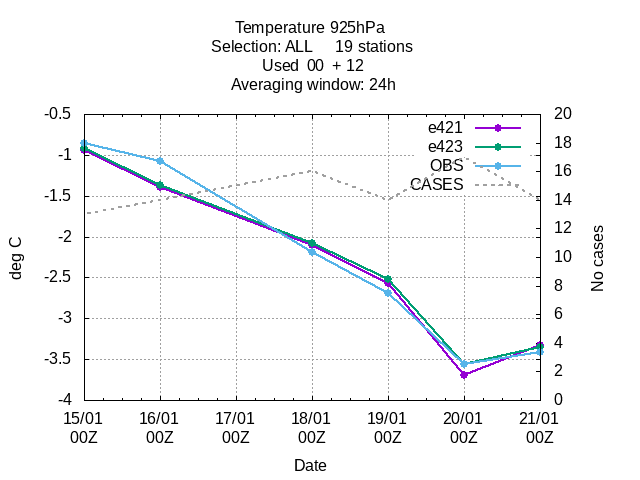 Temperature 925hPa
Selection: ALL     19 stations
Used  00  + 12
Averaging window: 24h
-0.5
-1
-1.5
-2
-2.5
-3
-3.5
-4
deg C
20
18
16
14
12
10
8
6
4
2
0
No cases
e421
e423
OBS
CASES
15/01 16/01 17/01 18/01 19/01 20/01 21/01
00Z 00Z 00Z 00Z 00Z 00Z 00Z
Date